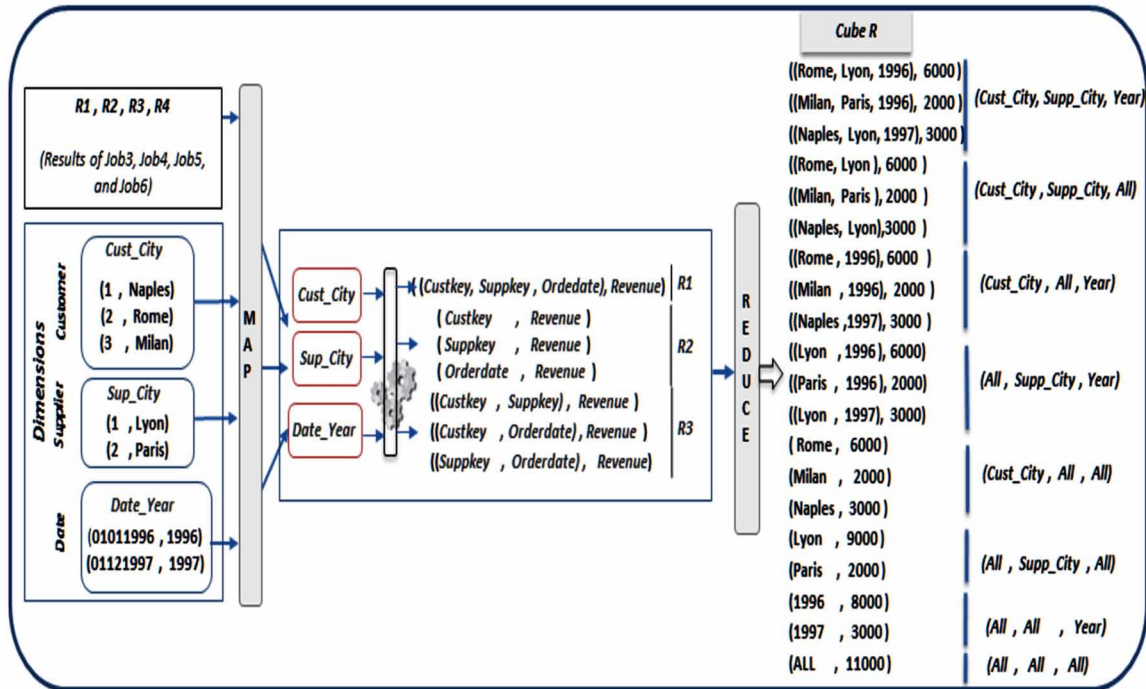 R1 , R2 , R3 , R4
(Results of Job3, Job4, Job5,
and Job6)
Dimensions
Customer
Cust_City
(1 , Naples)
(2 , Rome)
(3 , Milan)
Supplier
Sup_City
(1 , Lyon)
(2 , Paris)
Date
Date_Year
(01011996 , 1996)
(01121997 , 1997)
MAP
Cust_City
Sup_City
Date_Year
((Custkey, Suppkey , Ordedate), Revenue) R1
( Custkey , Revenue )
( Suppkey , Revenue ) R2
( Orderdate , Revenue )
((Custkey , Suppkey) , Revenue )
((Custkey , Orderdate) , Revenue ) R3
((Suppkey , Orderdate) , Revenue)
REDUCE
Cube R
((Rome, Lyon, 1996), 6000)
((Milan, Paris, 1996), 2000 )
((Naples, Lyon, 1997), 3000 )
(Cust_City, Supp_City, Year)
((Rome, Lyon ), 6000 )
((Milan, Paris ), 2000 )
((Naples, Lyon),3000 )
(Cust_City , Supp_City, All)
((Rome , 1996), 6000 )
((Milan , 1996), 2000 )
((Naples ,1997), 3000 )
(Cust_City , All , Year)
((Lyon , 1996), 6000)
((Paris , 1996), 2000)
((Lyon , 1997), 3000)
(All , Supp_City , Year)
( Rome , 6000)
(Milan , 2000)
(Naples , 3000)
(Cust_City , All , All)
(Lyon , 9000)
(Paris , 2000)
(All , Supp_City , All)
(1996 , 8000)
(1997 , 3000)
(All , All , Year)
(ALL , 11000)
(All , All , All)